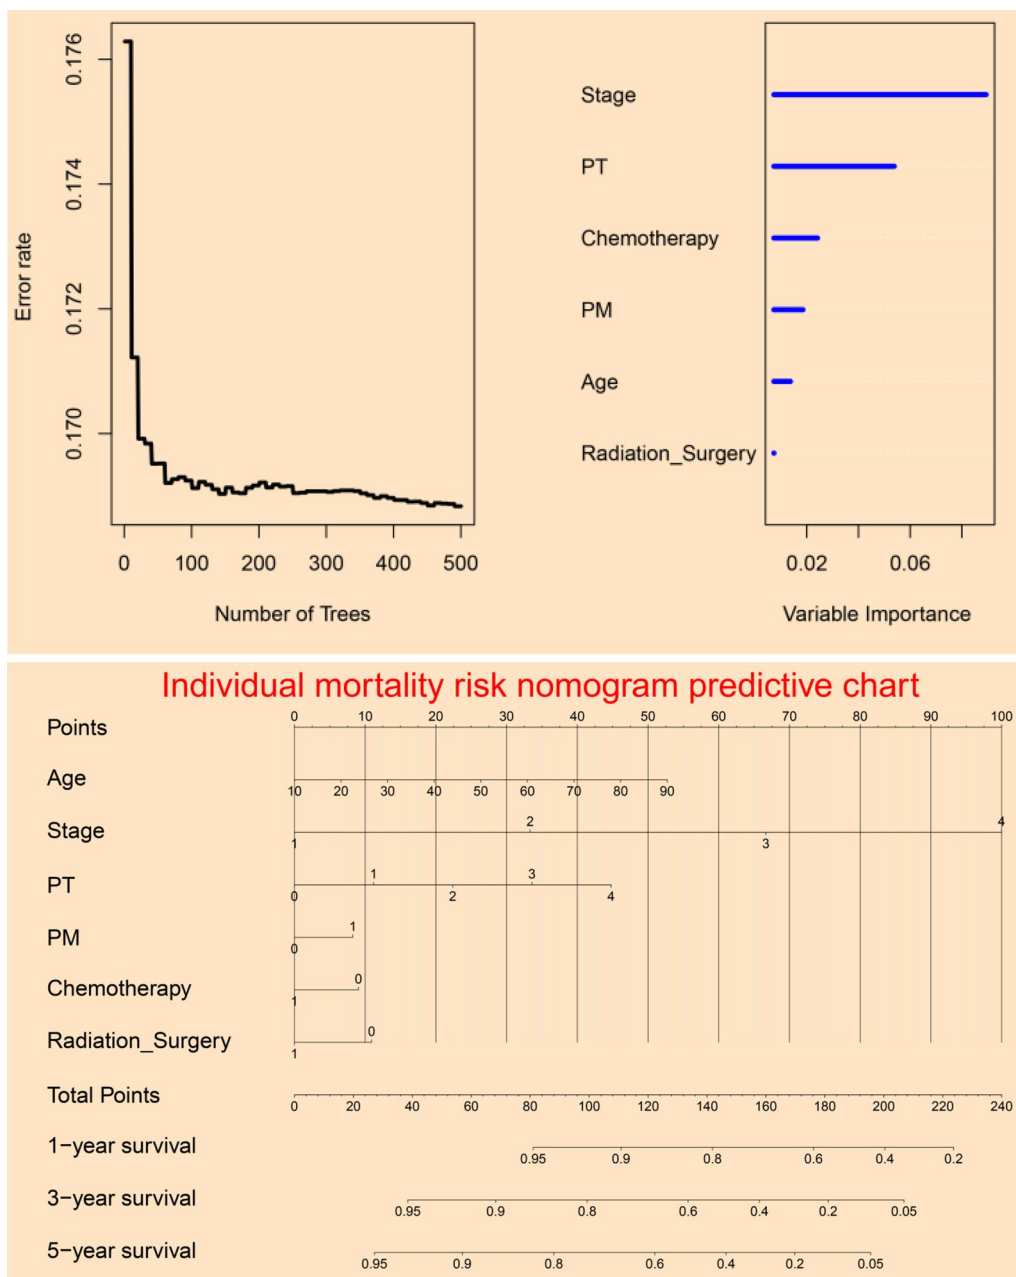 0.176
0.174
0.172
0.170
Error rate
0 100 200 300 400 500
Number of Trees
Stage
PT
Chemotherapy
PM
Age
Radiation_Surgery
0.02 0.06
Variable Importance
Individual mortality risk nomogram predictive chart
Points 0 10 20 30 40 50 60 70 80 90 100
Age 10 20 30 40 50 60 70 80 90
Stage 1 2 3 4
PT 0 1 2 3 4
PM 0 1
Chemotherapy 1 0
Radiation_Surgery 1 0
Total Points 0 20 40 60 80 100 120 140 160 180 200 220 240
1−year survival 0.95 0.9 0.8 0.6 0.4 0.2
3−year survival 0.95 0.9 0.8 0.6 0.4 0.2 0.05
5−year survival 0.95 0.9 0.8 0.6 0.4 0.2 0.05